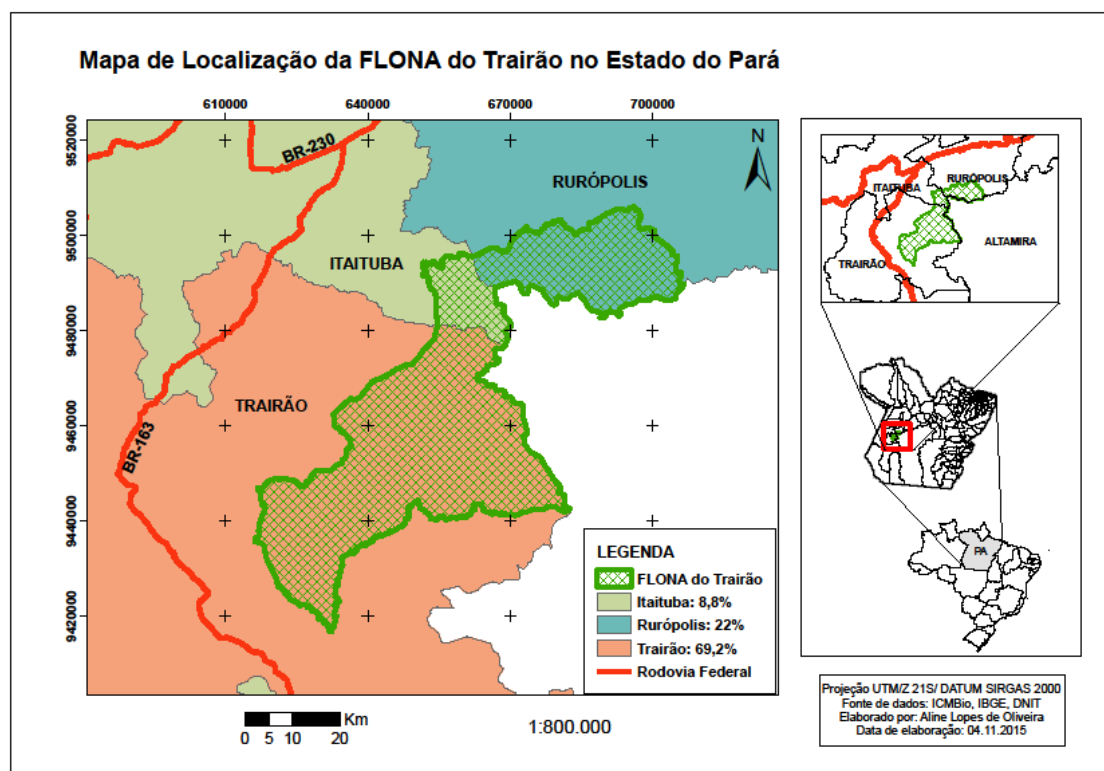 Mapa de Localização da FLONA do Trairão no Estado do Pará
610000 640000 670000 700000
9520000
9500000
9480000
9460000
9440000
9420000
BR-230
N
RURÓPOLIS
ITAITUBA
TRAIRÃO
BR-163
LEGENDA
FLONA do Trairão
Itaituba: 8,8%
Rurópolis: 22%
Trairão: 69,2%
Rodovia Federal
Km
0 5 10 20
1:800.000
ITAITUBA
RURÓPOLIS
ALTAMIRA
TRAIRÃO
PA
Projeção UTM/Z 21S/ DATUM SIRGAS 2000
Fonte de dados: ICMBio, IBGE, DNIT
Elaborado por: Aline Lopes de Oliveira
Data de elaboração: 04.11.2015